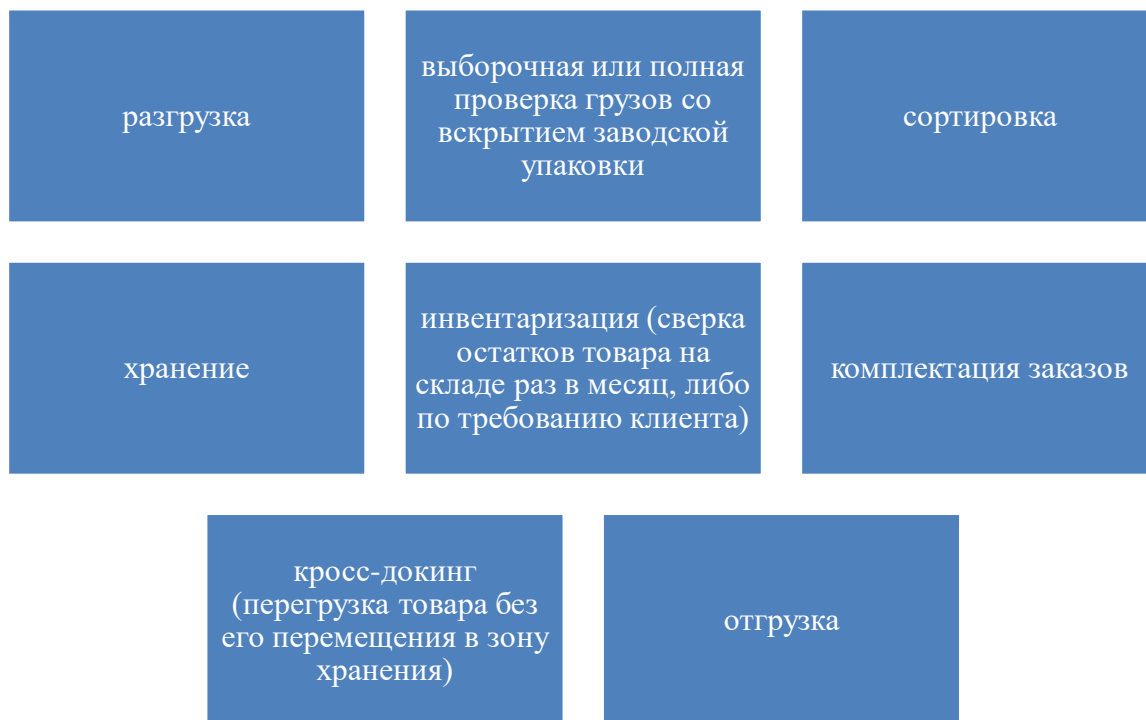 разгрузка
выборочная или полная
проверка грузов со
вскрытием заводской
упаковки
сортировка
хранение
инвентаризация (сверка
остатков товара на
складе раз в месяц, либо
по требованию клиента)
комплектация заказов
кросс-докинг
(перегрузка товара без
его перемещения в зону
хранения)
отгрузка